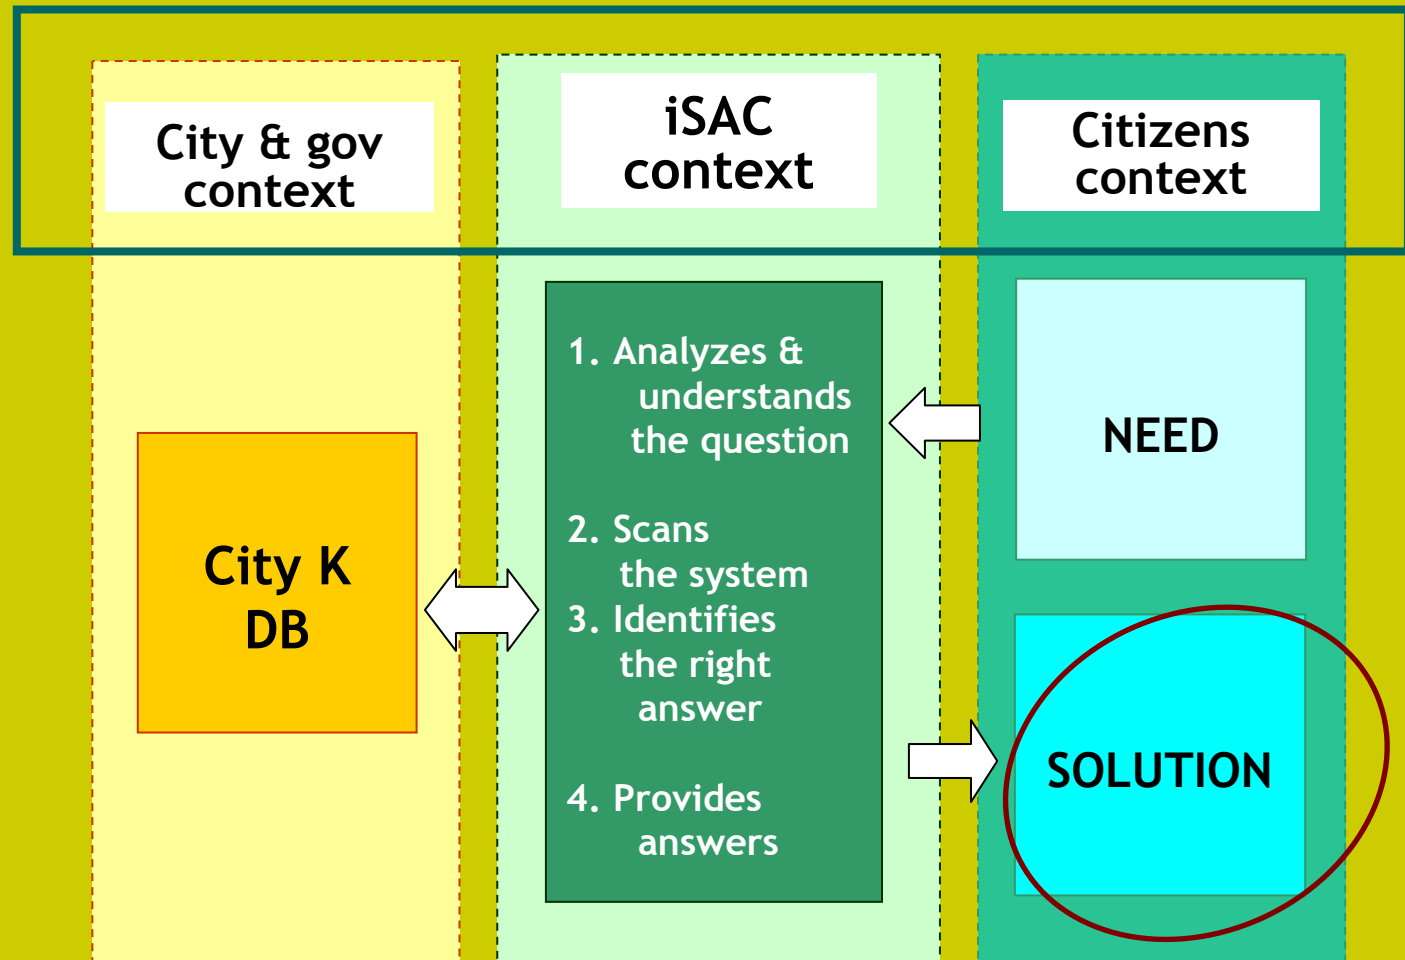 City & gov
context
iSAC
context
Citizens
context
City K
DB
1. Analyzes &
understands
the question
2. Scans
the system
3. Identifies
the right
answer
4. Provides
answers
NEED
SOLUTION